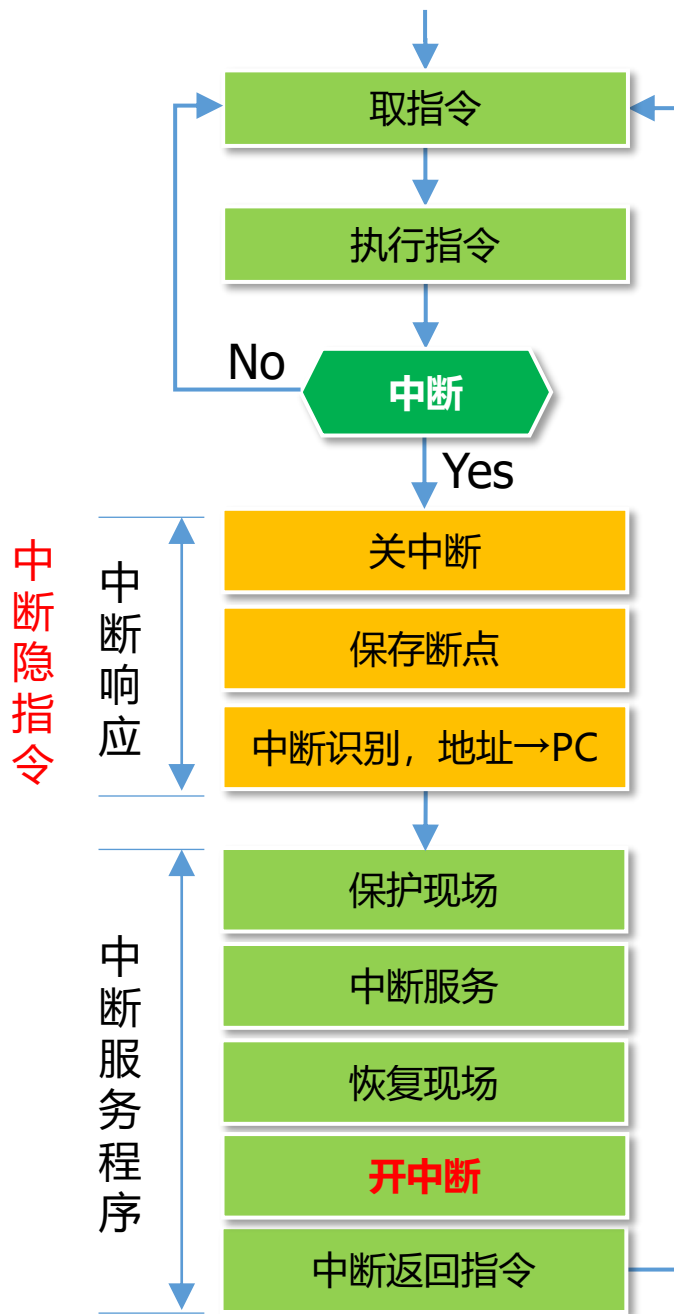 取指令
执行指令
No
中断
Yes
中断隐指令
中断响应
关中断
保存断点
中断识别，地址→PC
中断服务程序
保护现场
中断服务
恢复现场
开中断
中断返回指令